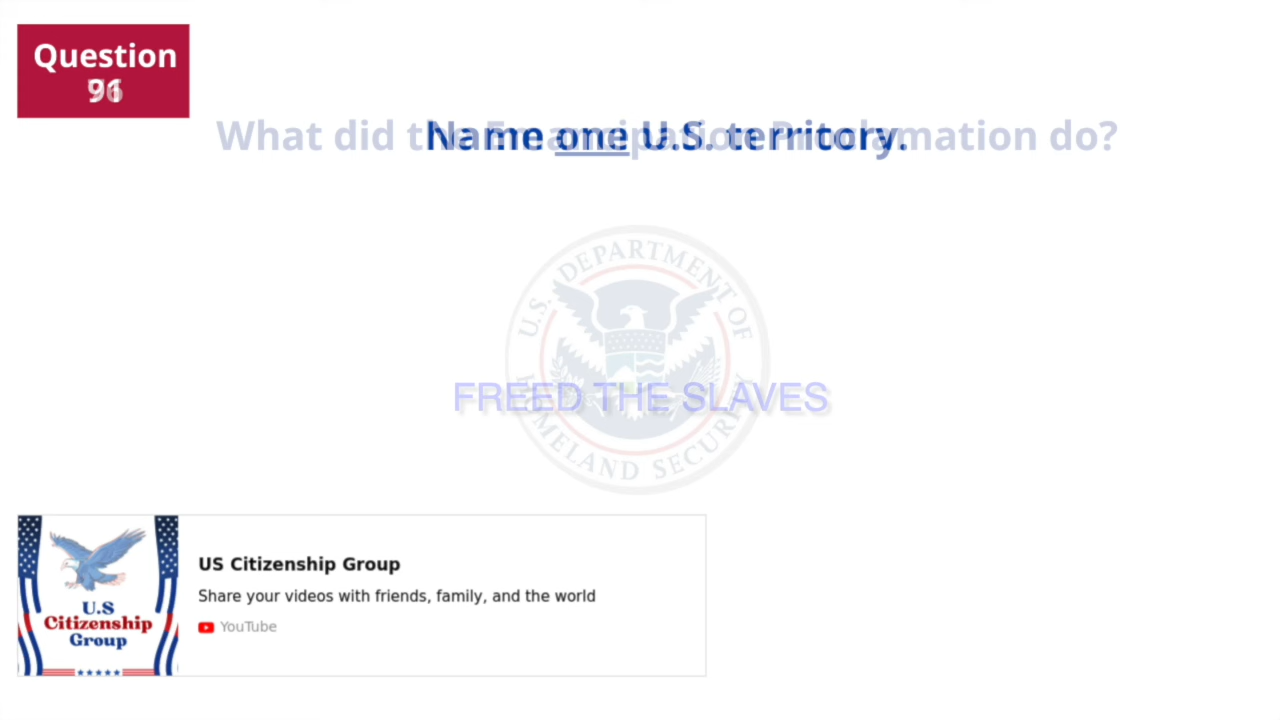 Question
91
What did the Emancipation Proclamation do?
Name one U.S. territory.
U.S. DEPARTMENT OF
HOMELAND SECURITY
FREED THE SLAVES
U.S
Citizenship
Group
US Citizenship Group
Share your videos with friends, family, and the world
YouTube